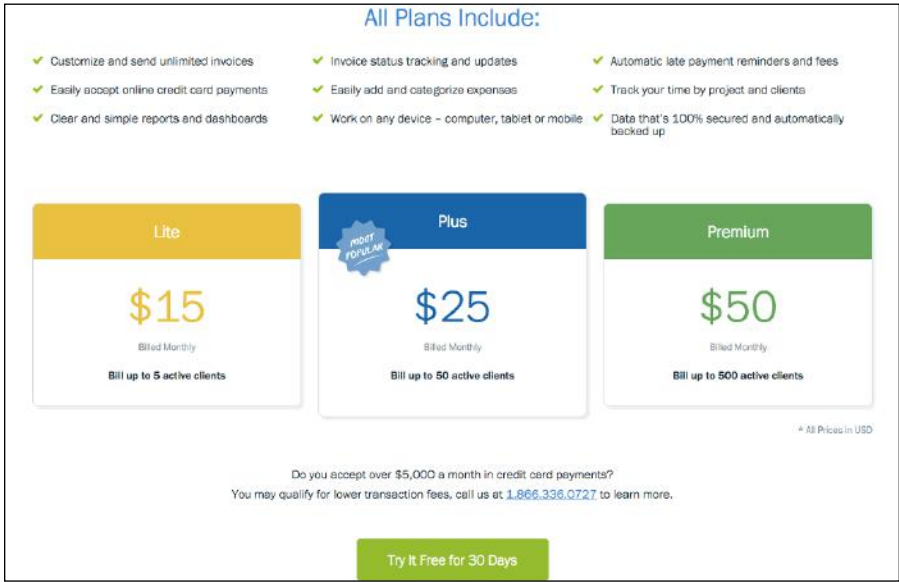 All Plans Include:
Customize and send unlimited invoices
Easily accept online credit card payments
Clear and simple reports and dashboards
Invoice status tracking and updates
Easily add and categorize expenses
Work on any device – computer, tablet or mobile
Automatic late payment reminders and fees
Track your time by project and clients
Data that's 100% secured and automatically
backed up
Lite
$15
Billed Monthly
Bill up to 5 active clients
MOST
POPULAR
Plus
$25
Billed Monthly
Bill up to 50 active clients
Premium
$50
Billed Monthly
Bill up to 500 active clients
* All Prices in USD
Do you accept over $5,000 a month in credit card payments?
You may qualify for lower transaction fees, call us at 1.866.336.0727 to learn more.
Try It Free for 30 Days